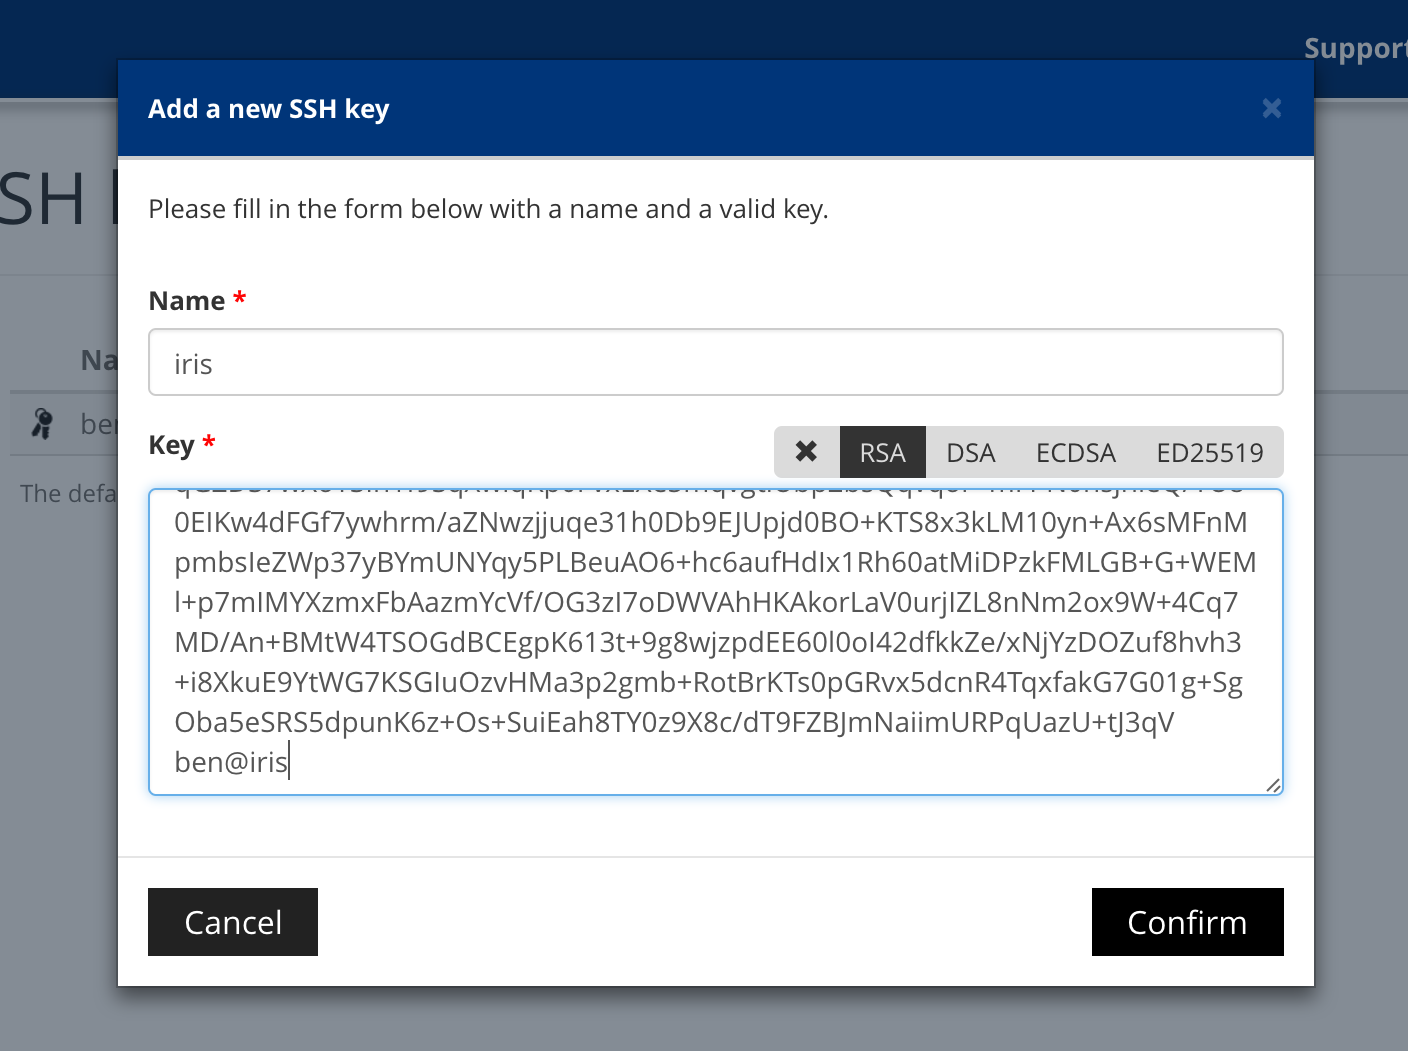 Support
Add a new SSH key
×
SH
Please fill in the form below with a name and a valid key.
Name *
iris
Na
ber
Key *
✖ RSA DSA ECDSA ED25519
The defa
0EIKw4dFGf7ywhrm/aZNwzjjuqe31h0Db9EJUpjd0BO+KTS8x3kLM10yn+Ax6sMFnM
pmbsIeZWp37yBYmUNYqy5PLBeuAO6+hc6aufHdIx1Rh60atMiDPzkFMLGB+G+WEM
l+p7mIMYXzmxFbAazmYcVf/OG3zI7oDWVAhHKAkorLaV0urjIZL8nNm2ox9W+4Cq7
MD/An+BMtW4TSOGdBCEgpK613t+9g8wjzpdEE60l0oI42dfkkZe/xNjYzDOZuf8hvh3
+i8XkuE9YtWG7KSGIuOzvHMa3p2gmb+RotBrKTs0pGRvx5dcnR4TqxfakG7G01g+Sg
Oba5eSRS5dpunK6z+Os+SuiEah8TY0z9X8c/dT9FZBJmNaiimURPqUazU+tJ3qV
ben@iris
Cancel
Confirm